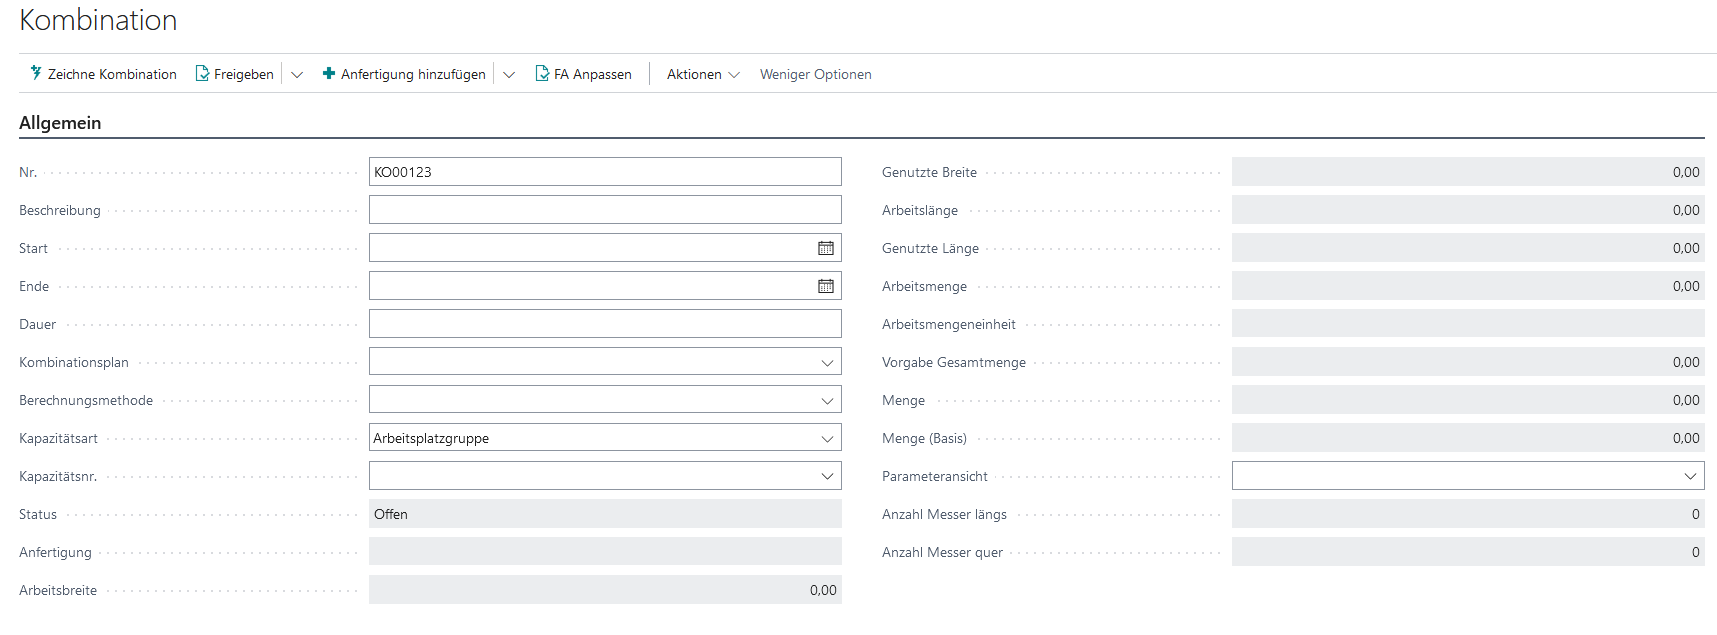 Kombination
Zeichne Kombination Freigeben Anfertigung hinzufügen FA Anpassen Aktionen Weniger Optionen
Allgemein
Nr. KO00123
Beschreibung
Start
Ende
Dauer
Kombinationsplan
Berechnungsmethode
Kapazitätsart Arbeitsplatzgruppe
Kapazitätsnr.
Status Offen
Anfertigung
Arbeitsbreite 0,00
Genutzte Breite 0,00
Arbeitslänge 0,00
Genutzte Länge 0,00
Arbeitsmenge 0,00
Arbeitsmengeneinheit
Vorgabe Gesamtmenge 0,00
Menge 0,00
Menge (Basis) 0,00
Parameteransicht
Anzahl Messer längs 0
Anzahl Messer quer 0